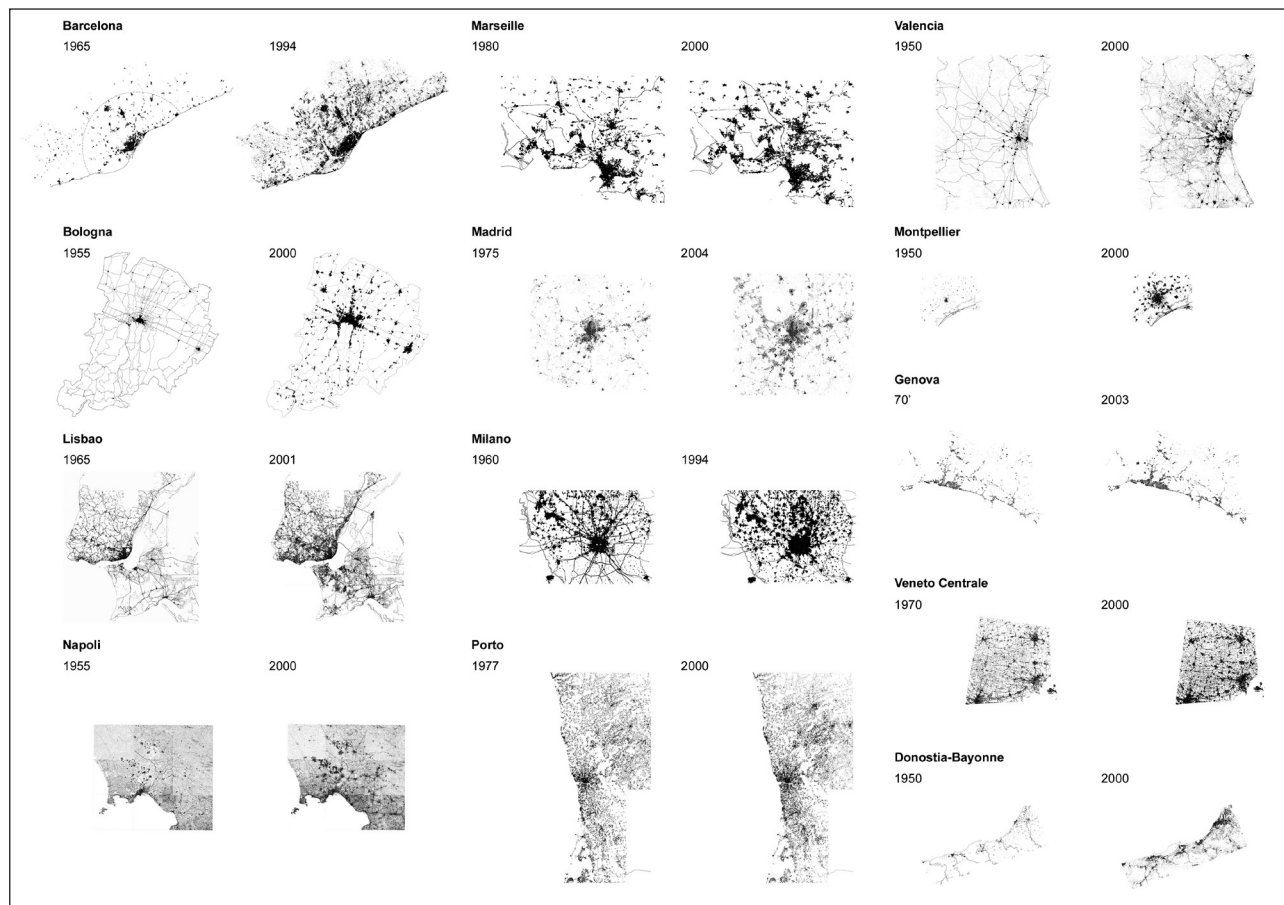 Barcelona
1965 1994
Marseille
1980 2000
Valencia
1950 2000
Bologna
1955 2000
Madrid
1975 2004
Montpellier
1950 2000
Genova
70' 2003
Lisbao
1965 2001
Milano
1960 1994
Veneto Centrale
1970 2000
Napoli
1955 2000
Porto
1977 2000
Donostia-Bayonne
1950 2000